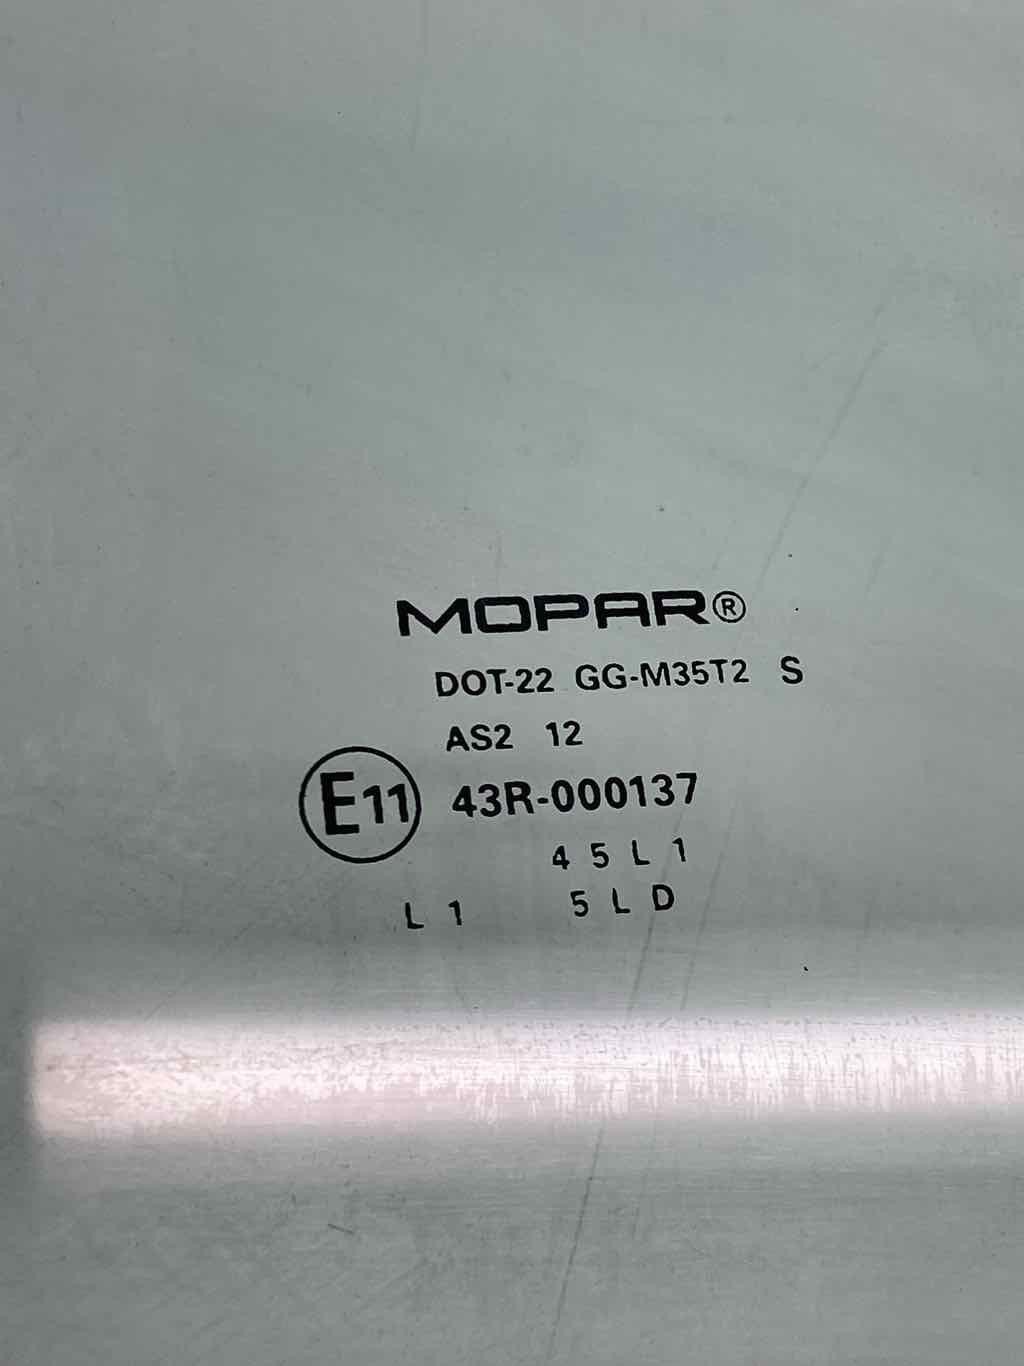 MOPAR®
DOT-22 GG-M35T2 S
AS2 12
E11 43R-000137
4 5 L 1
L 1 5 L D